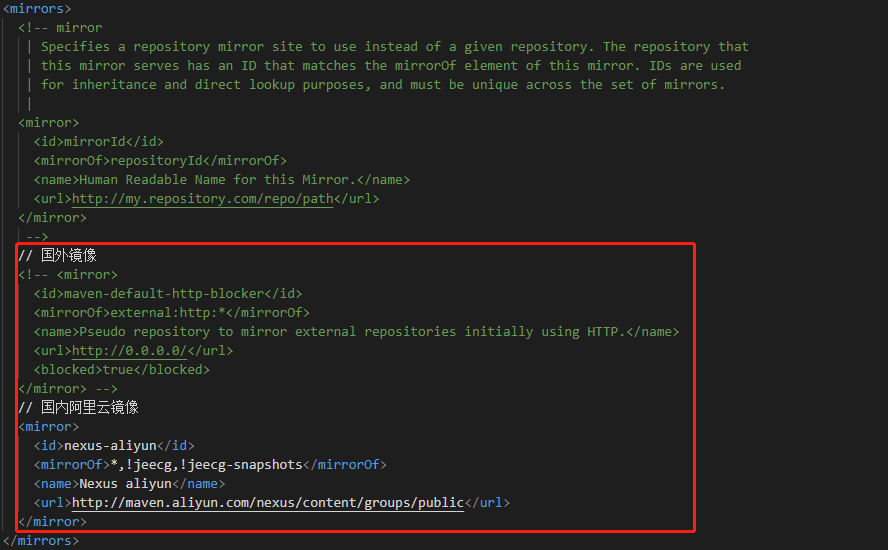 <mirrors>
<!-- mirror
| Specifies a repository mirror site to use instead of a given repository. The repository that
| this mirror serves has an ID that matches the mirrorOf element of this mirror. IDs are used
| for inheritance and direct lookup purposes, and must be unique across the set of mirrors.
|
<mirror>
<id>mirrorId</id>
<mirrorOf>repositoryId</mirrorOf>
<name>Human Readable Name for this Mirror.</name>
<url>http://my.repository.com/repo/path</url>
</mirror>
-->
// 国外镜像
<!-- <mirror>
<id>maven-default-http-blocker</id>
<mirrorOf>external:http:*</mirrorOf>
<name>Pseudo repository to mirror external repositories initially using HTTP.</name>
<url>http://0.0.0.0/</url>
<blocked>true</blocked>
</mirror> -->
// 国内阿里云镜像
<mirror>
<id>nexus-aliyun</id>
<mirrorOf>*,!jeecg,!jeecg-snapshots</mirrorOf>
<name>Nexus aliyun</name>
<url>http://maven.aliyun.com/nexus/content/groups/public</url>
</mirror>
</mirrors>